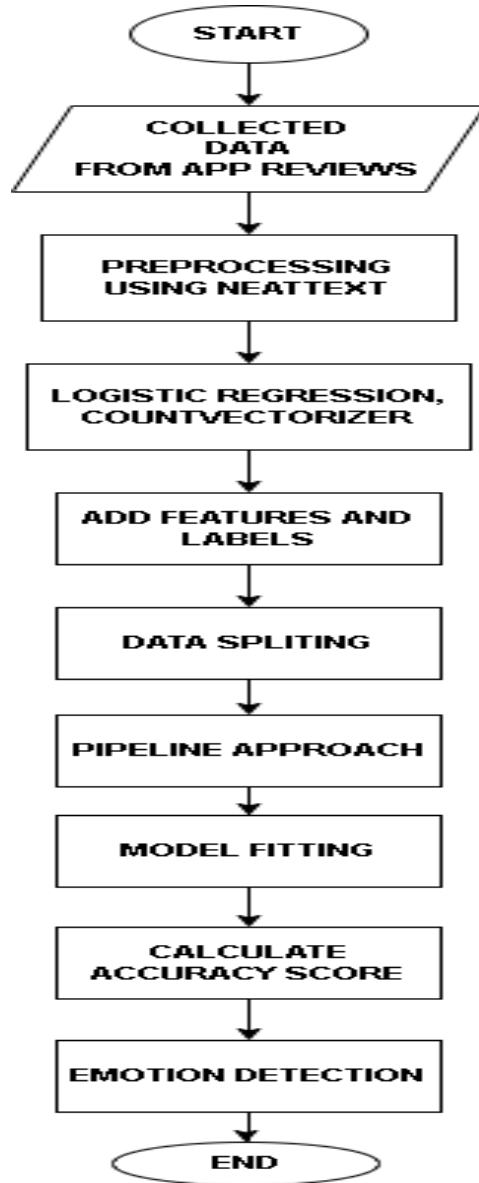 START
COLLECTED
DATA
FROM APP REVIEWS
PREPROCESSING
USING NEATTEXT
LOGISTIC REGRESSION,
COUNTVECTORIZER
ADD FEATURES AND
LABELS
DATA SPLITING
PIPELINE APPROACH
MODEL FITTING
CALCULATE
ACCURACY SCORE
EMOTION DETECTION
END